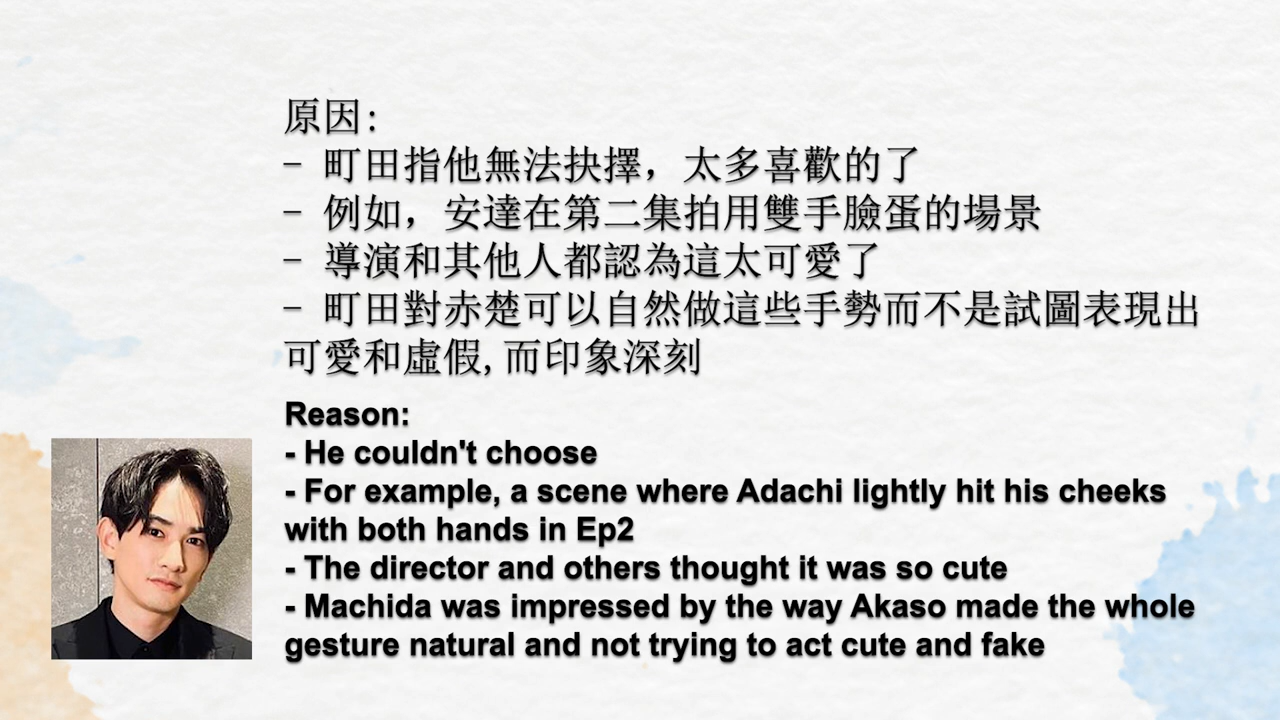 原因:
- 町田指他無法抉擇，太多喜歡的了
- 例如，安達在第二集拍用雙手臉蛋的場景
- 導演和其他人都認為這太可愛了
- 町田對赤楚可以自然做這些手勢而不是試圖表現出
可愛和虛假,而印象深刻
Reason:
- He couldn't choose
- For example, a scene where Adachi lightly hit his cheeks
with both hands in Ep2
- The director and others thought it was so cute
- Machida was impressed by the way Akaso made the whole
gesture natural and not trying to act cute and fake